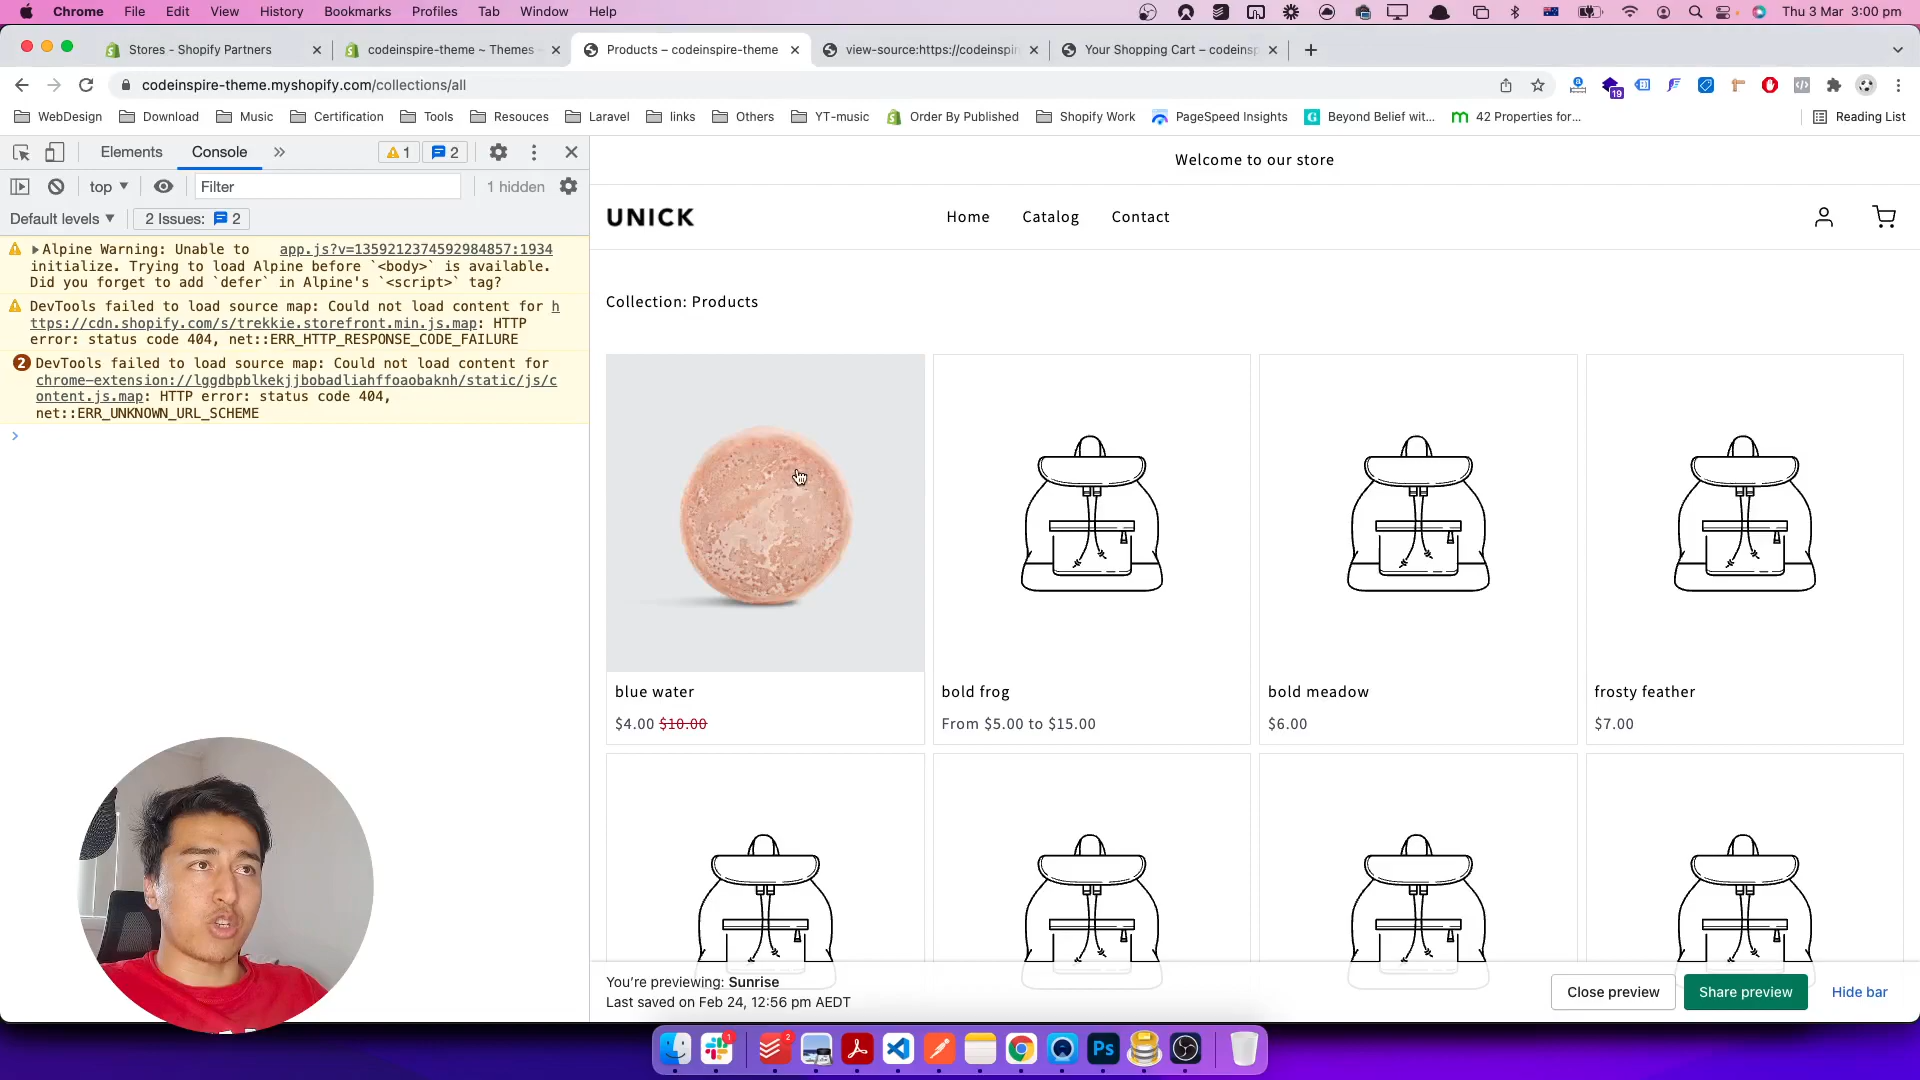 Chrome File Edit View History Bookmarks Profiles Tab Window Help
Thu 3 Mar 3:00 pm
Stores - Shopify Partners
codeinspire-theme ~ Themes
Products – codeinspire-theme
view-source:https://codeinspir
Your Shopping Cart – codeinsp
codeinspire-theme.myshopify.com/collections/all
19
WebDesign Download Music Certification Tools Resouces Laravel links Others YT-music Order By Published Shopify Work PageSpeed Insights Beyond Belief wit... 42 Properties for... Reading List
Elements Console 1 2
top Filter 1 hidden
Default levels 2 Issues: 2
Alpine Warning: Unable to app.js?v=1359212374592984857:1934
initialize. Trying to load Alpine before `<body>` is available.
Did you forget to add `defer` in Alpine's `<script>` tag?
DevTools failed to load source map: Could not load content for h
ttps://cdn.shopify.com/s/trekkie.storefront.min.js.map: HTTP
error: status code 404, net::ERR_HTTP_RESPONSE_CODE_FAILURE
2 DevTools failed to load source map: Could not load content for
chrome-extension://lggdbpblkekjjbobadliahffoaobaknh/static/js/c
ontent.js.map: HTTP error: status code 404,
net::ERR_UNKNOWN_URL_SCHEME
Welcome to our store
UNICK
Home Catalog Contact
Collection: Products
blue water
$4.00 $10.00
bold frog
From $5.00 to $15.00
bold meadow
$6.00
frosty feather
$7.00
You're previewing: Sunrise
Last saved on Feb 24, 12:56 pm AEDT
Close preview
Share preview
Hide bar
1
2
Ps